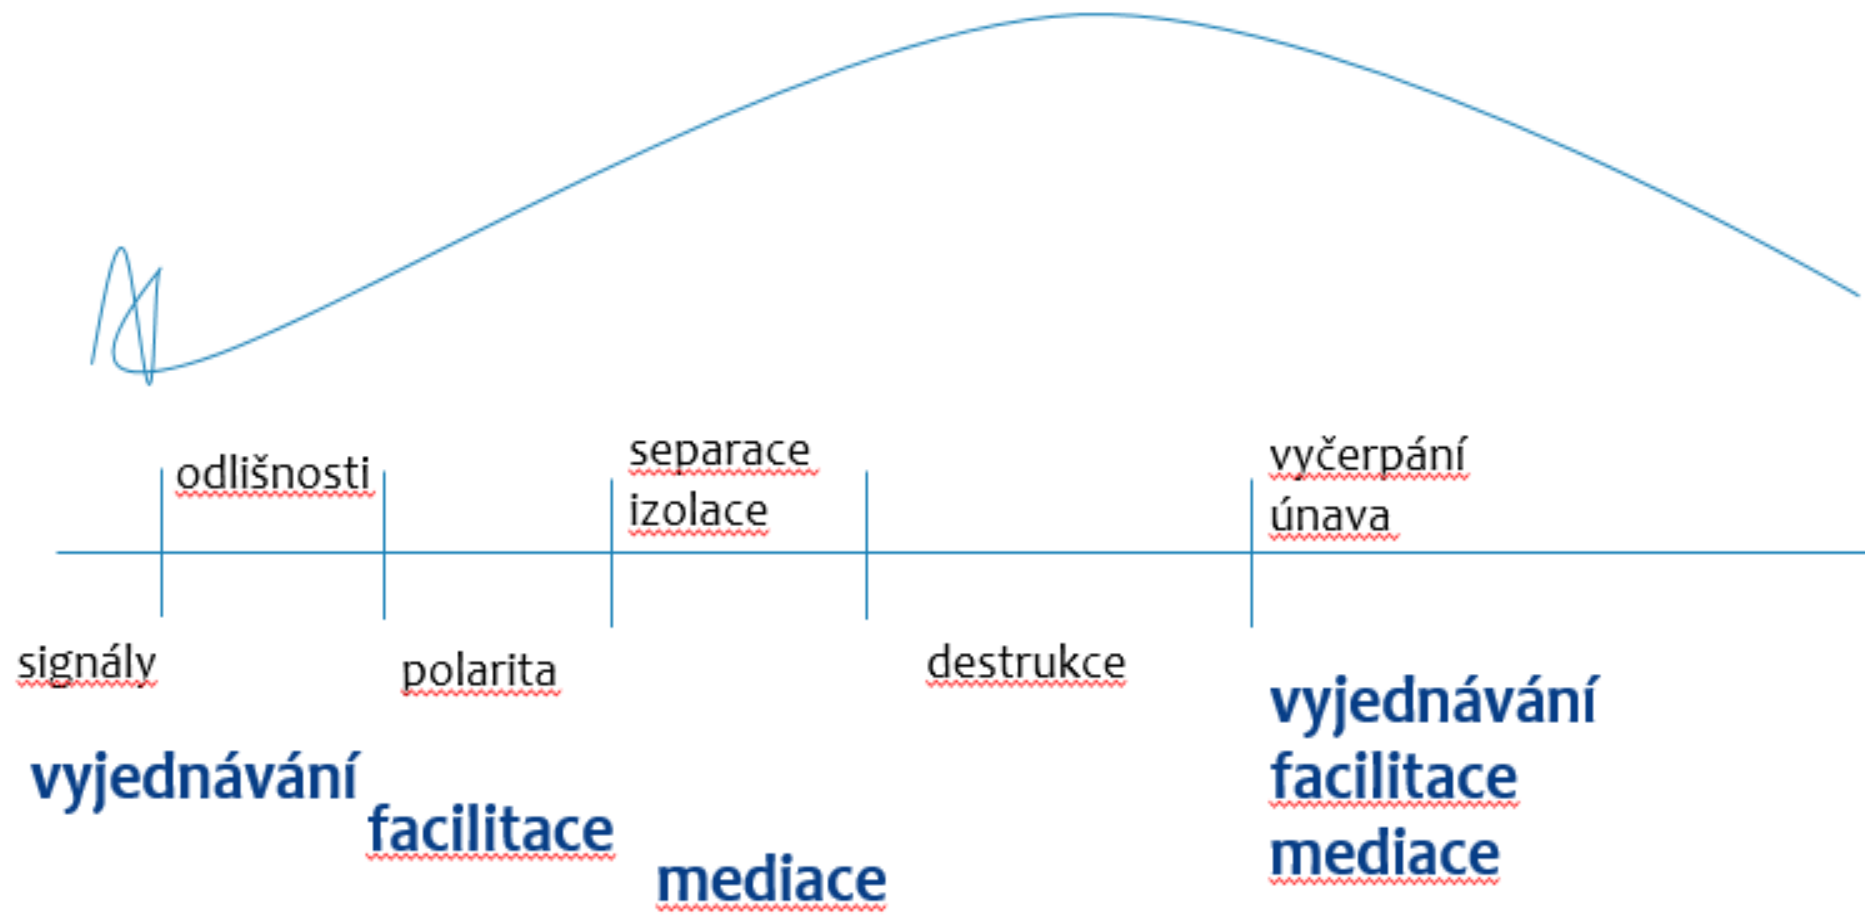 odlišnosti
separace
izolace
vyčerpání
únava
signály
polarita
destrukce
vyjednávání
facilitace
mediace
vyjednávání
facilitace
mediace